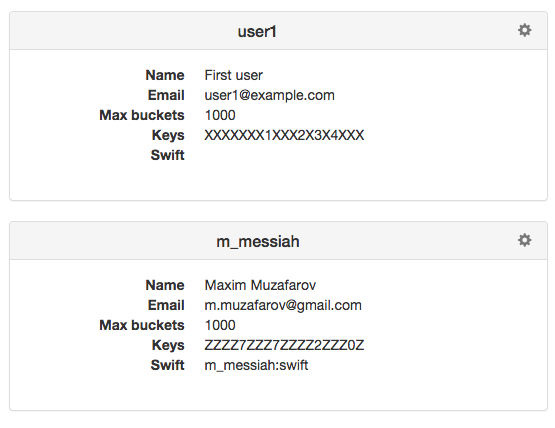 user1
Name First user
Email user1@example.com
Max buckets 1000
Keys XXXXXXX1XXX2X3X4XXX
Swift
m_messiah
Name Maxim Muzafarov
Email m.muzafarov@gmail.com
Max buckets 1000
Keys ZZZZ7ZZZ7ZZZZ2ZZZ0Z
Swift m_messiah:swift